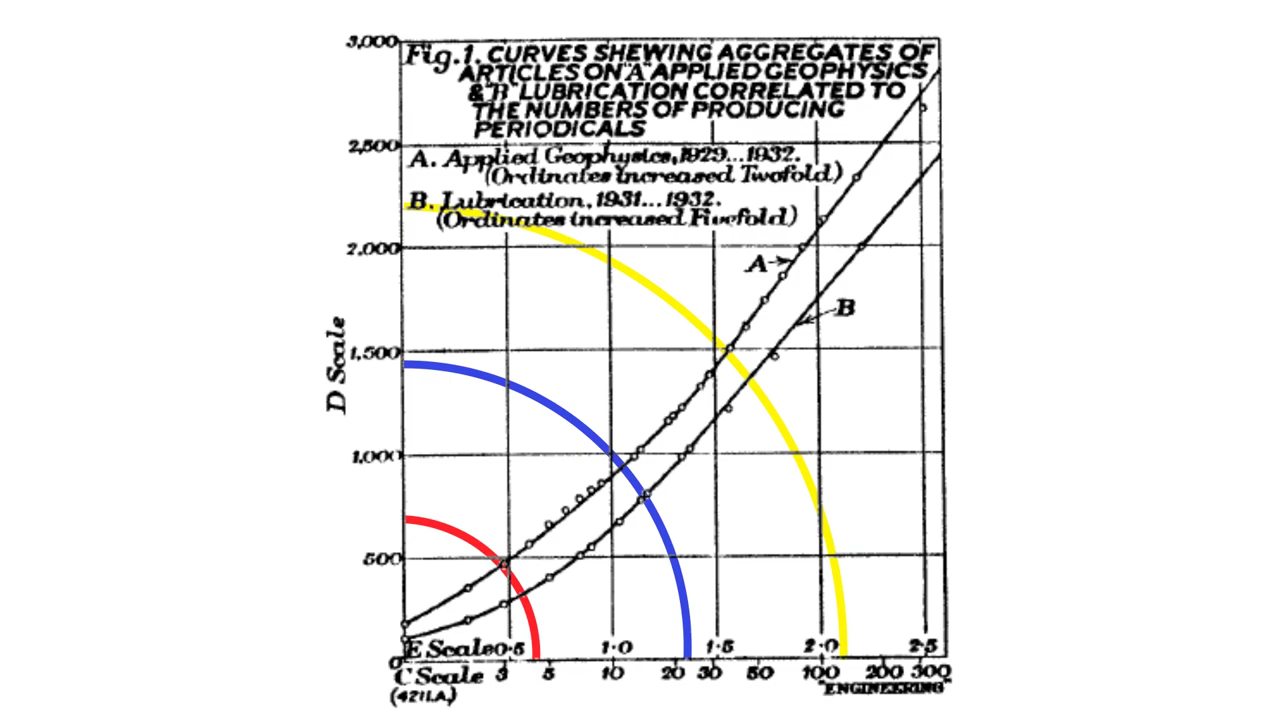 3,000
Fig.1. CURVES SHEWING AGGREGATES OF
ARTICLES ON "A" APPLIED GEOPHYSICS
& "B" LUBRICATION CORRELATED TO
THE NUMBERS OF PRODUCING
PERIODICALS
2,500
A. Applied Geophysics, 1929...1932.
(Ordinates increased Twofold)
B. Lubrication, 1931...1932.
(Ordinates increased Fivefold)
2,000
A
B
D Scale
1,500
1,000
500
E Scale 0·5 1·0 1·5 2·0 2·5
0
C Scale 3 5 10 20 30 50 100 200 300
(4211.A.) "ENGINEERING"